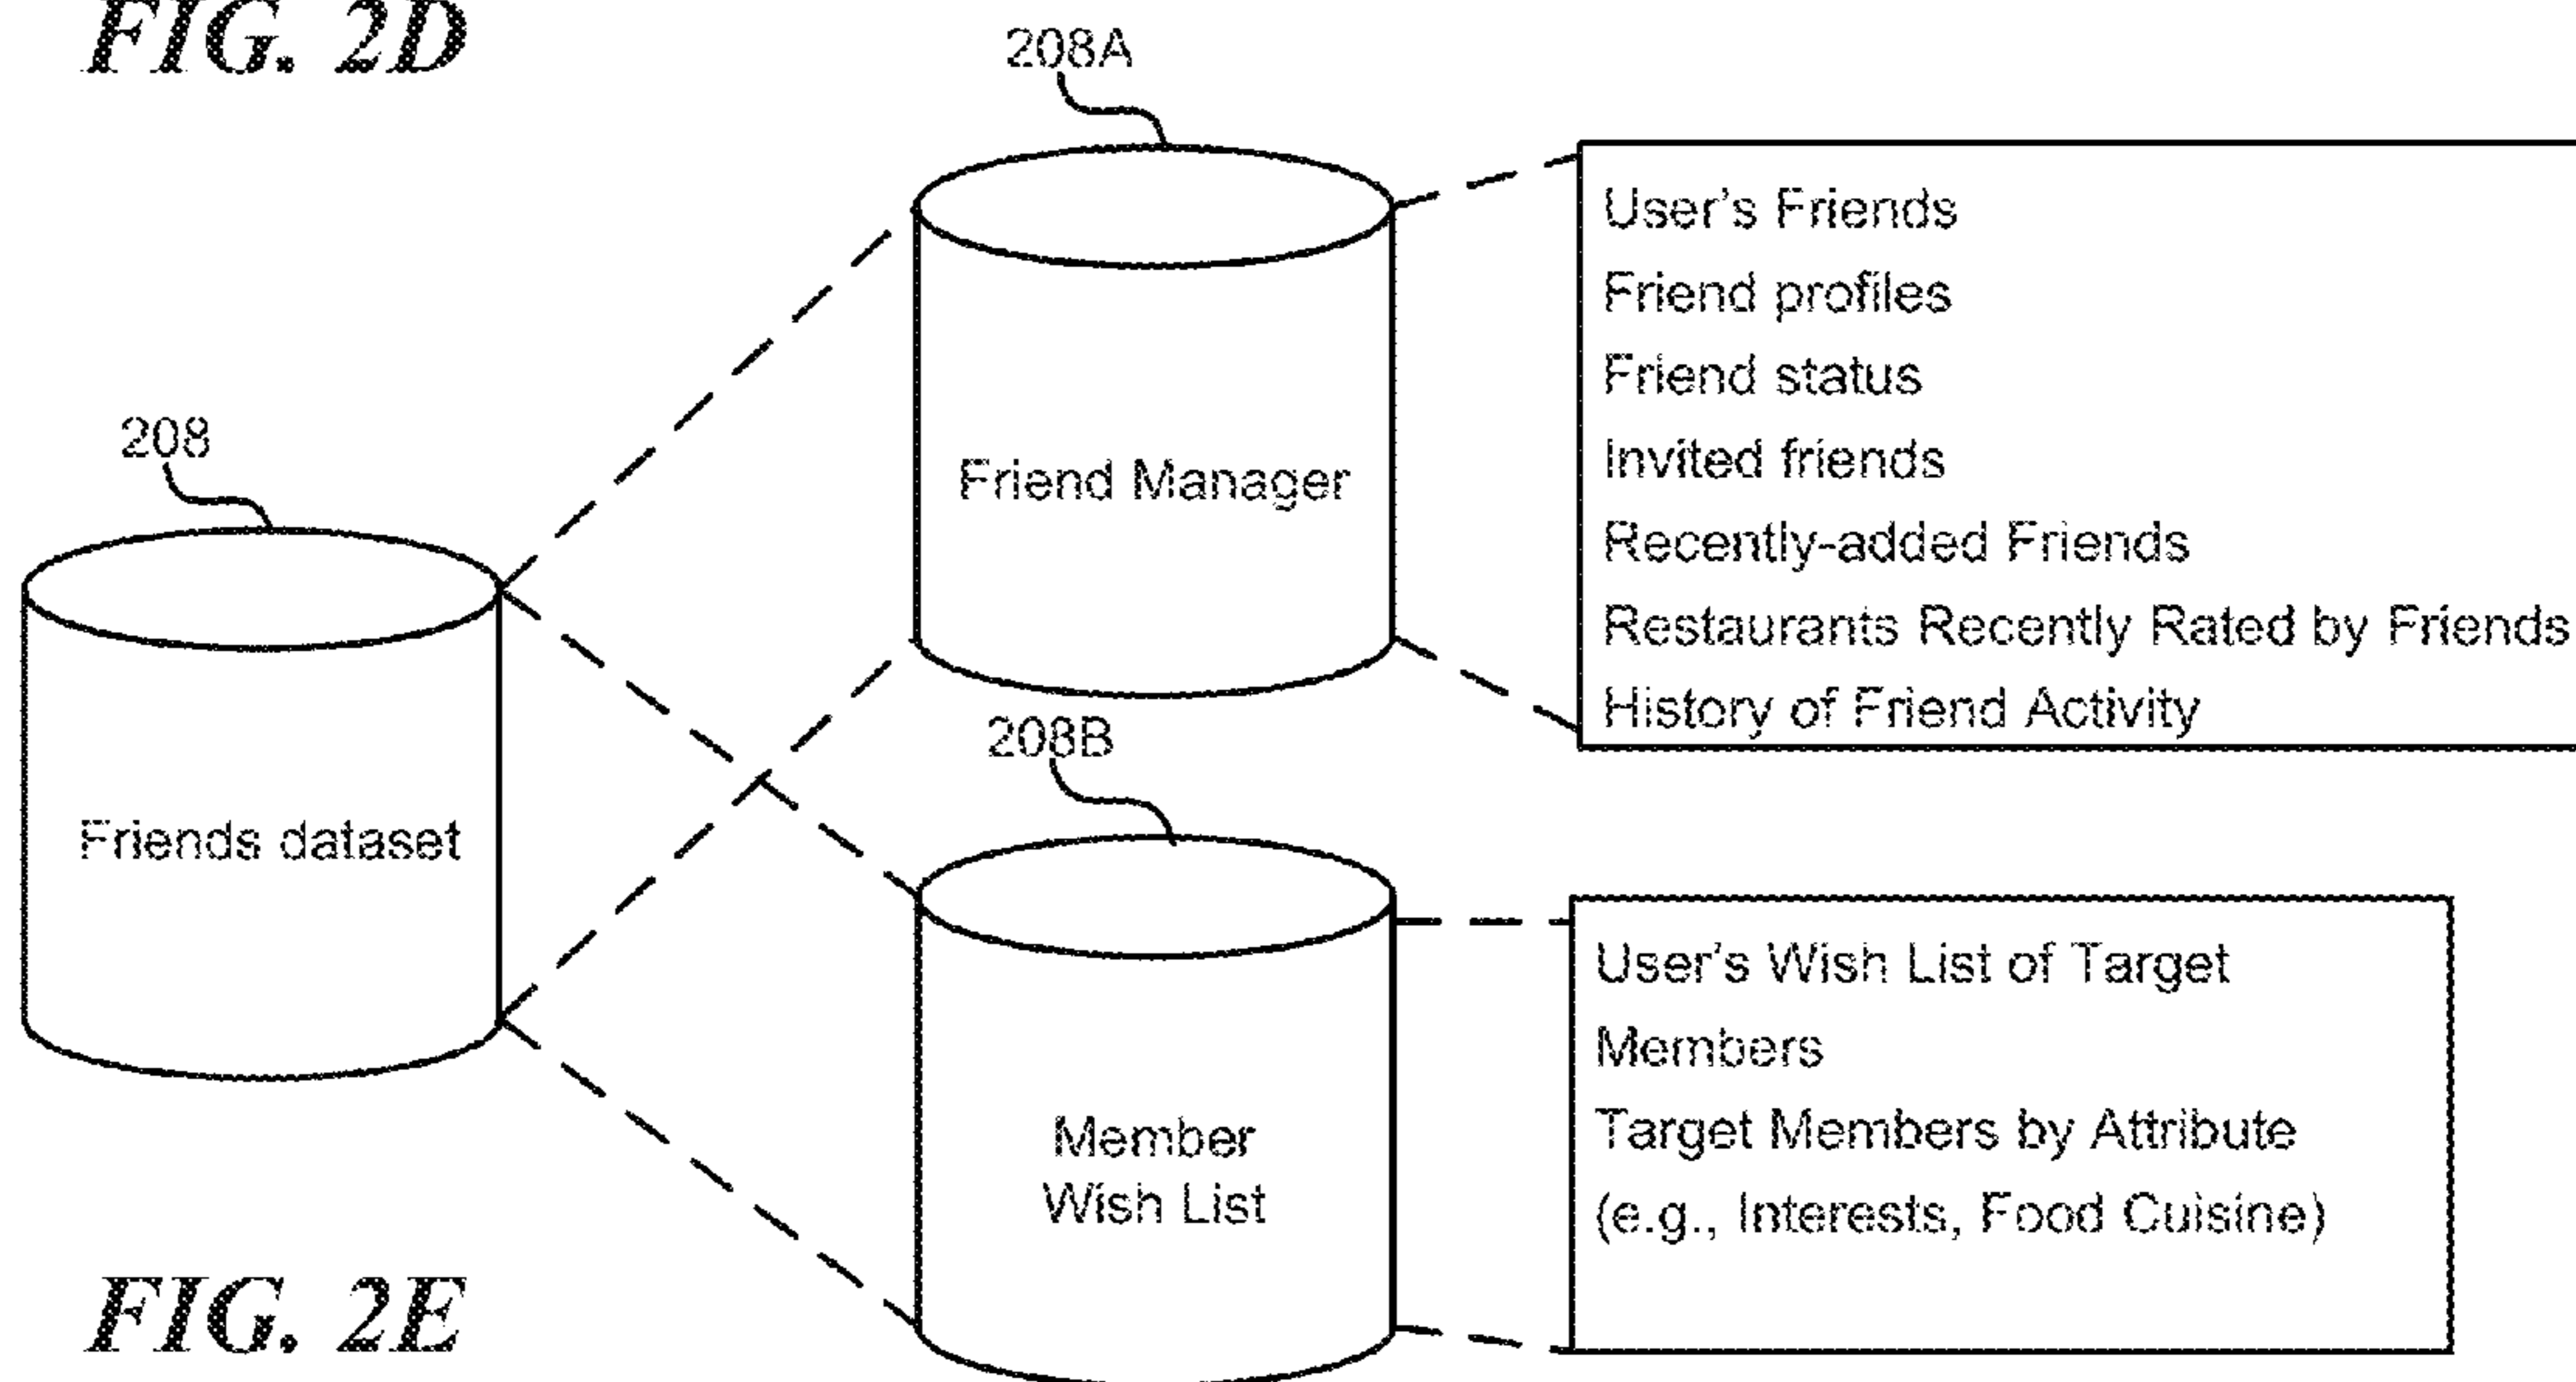 FIG. 2D
208A
User's Friends
Friend profiles
Friend status
Invited friends
Recently-added Friends
Restaurants Recently Rated by Friends
History of Friend Activity
Friend Manager
208
Friends dataset
208B
Member
Wish List
User's Wish List of Target
Members
Target Members by Attribute
(e.g., Interests, Food Cuisine)
FIG. 2E